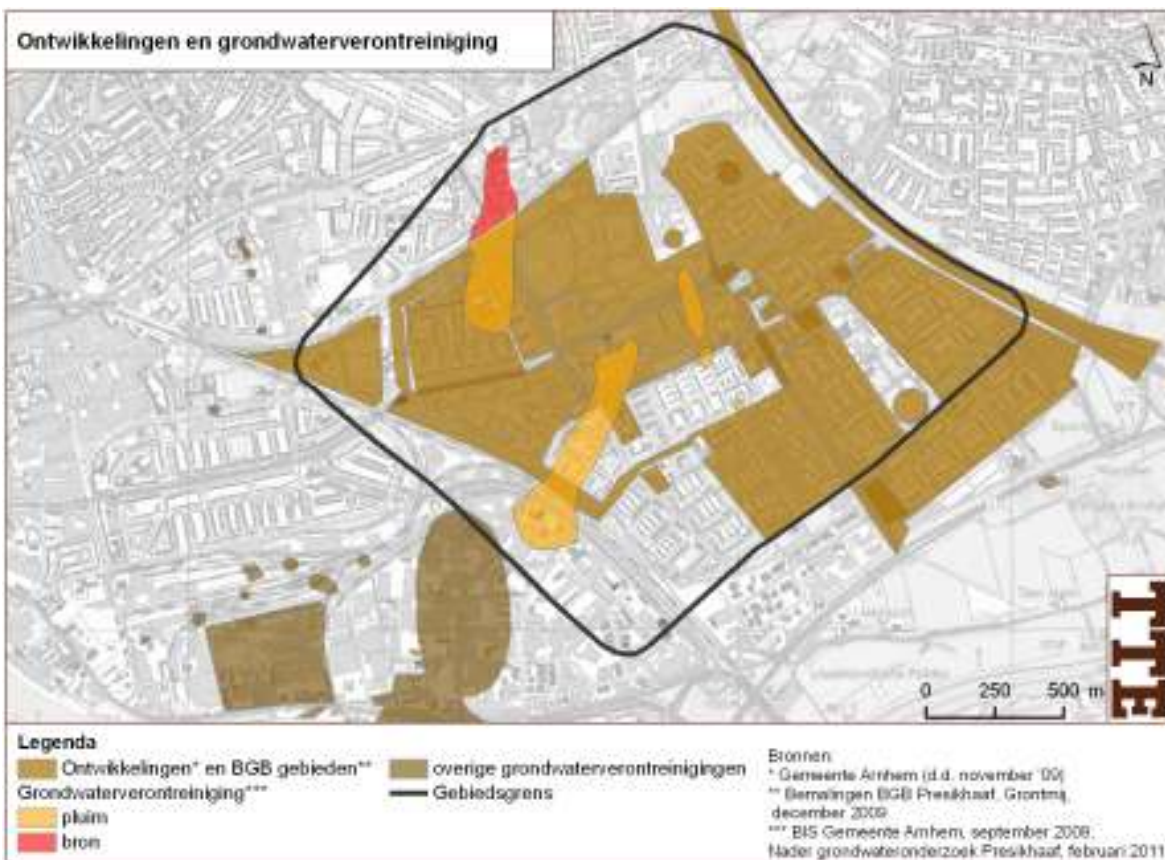 Ontwikkelingen en grondwaterverontreiniging
N
0 250 500 m
ITTE
Legenda
Ontwikkelingen* en BGB gebieden**
Grondwaterverontreiniging***
pluim
bron
overige grondwaterverontreinigingen
Gebiedsgrens
Bronnen:
* Gemeente Arnhem (d.d. november '09)
** Bemalingen BGB Presikhaaf, Grontmij,
december 2009
*** BIS Gemeente Arnhem, september 2009;
Nader grondwateronderzoek Presikhaaf, februari 2011